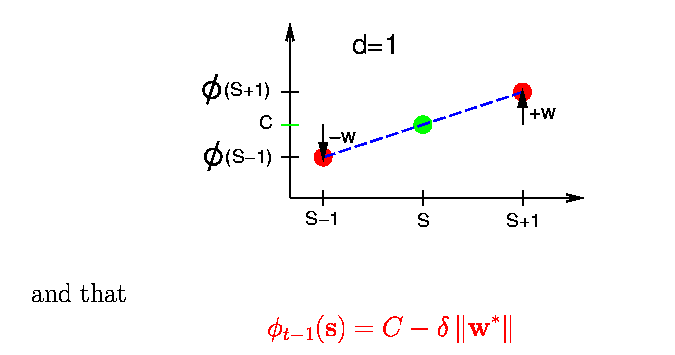 d=1
ϕ(S+1)
C
+w
−w
ϕ(S−1)
S−1 S S+1
and that
ϕ_{t−1}(s) = C − δ ‖w*‖